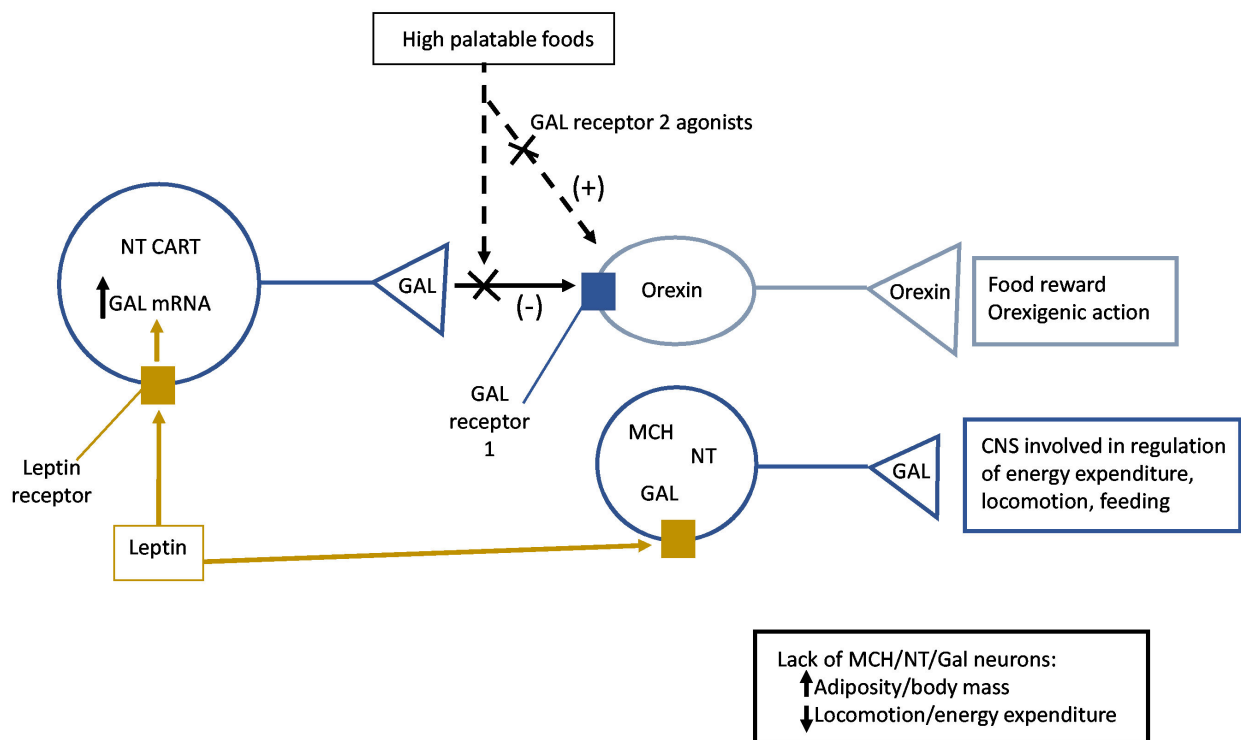 High palatable foods
GAL receptor 2 agonists
(+)
NT CART
GAL mRNA
GAL
(-)
Orexin
Orexin
Food reward
Orexigenic action
GAL
receptor
1
Leptin
receptor
Leptin
MCH
NT
GAL
GAL
CNS involved in regulation
of energy expenditure,
locomotion, feeding
Lack of MCH/NT/Gal neurons:
Adiposity/body mass
Locomotion/energy expenditure